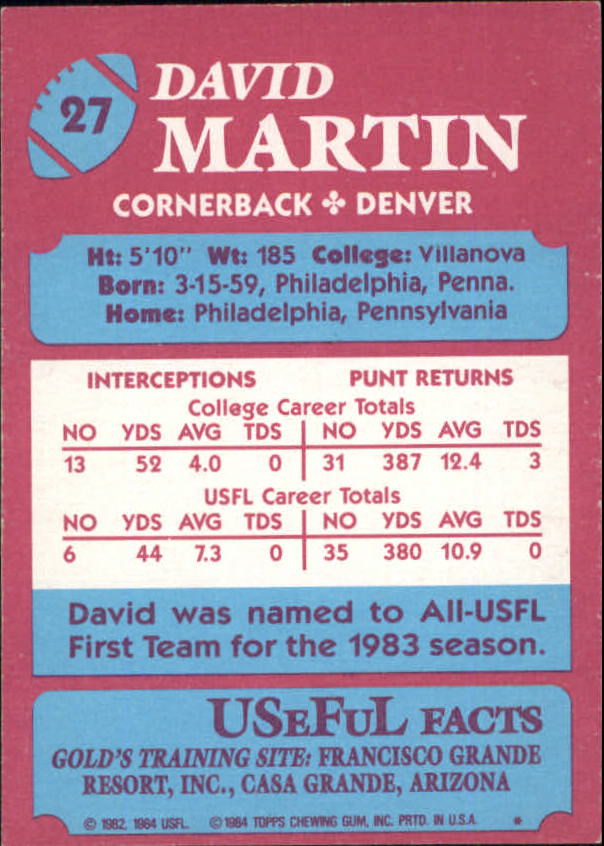 27
DAVID
MARTIN
CORNERBACK ✤ DENVER
Ht: 5'10" Wt: 185 College: Villanova
Born: 3-15-59, Philadelphia, Penna.
Home: Philadelphia, Pennsylvania
INTERCEPTIONS PUNT RETURNS
College Career Totals
NO YDS AVG TDS NO YDS AVG TDS
13 52 4.0 0 31 387 12.4 3
USFL Career Totals
NO YDS AVG TDS NO YDS AVG TDS
6 44 7.3 0 35 380 10.9 0
David was named to All-USFL
First Team for the 1983 season.
USeFuL FACTS
GOLD'S TRAINING SITE: FRANCISCO GRANDE
RESORT, INC., CASA GRANDE, ARIZONA
© 1982, 1984 USFL. © 1984 TOPPS CHEWING GUM, INC. PRTD. IN U.S.A. *